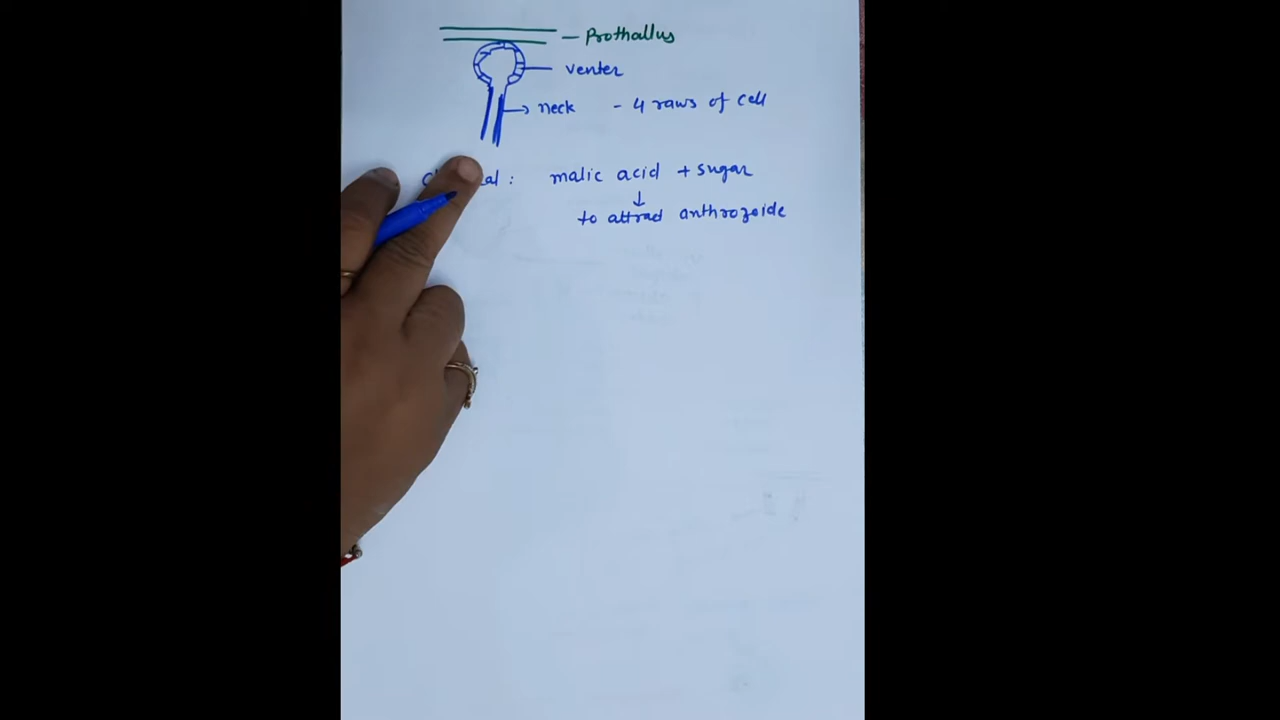 — Prothallus
venter
neck - 4 raws of cell
: malic acid + sugar
↓
to attract anthrozoide